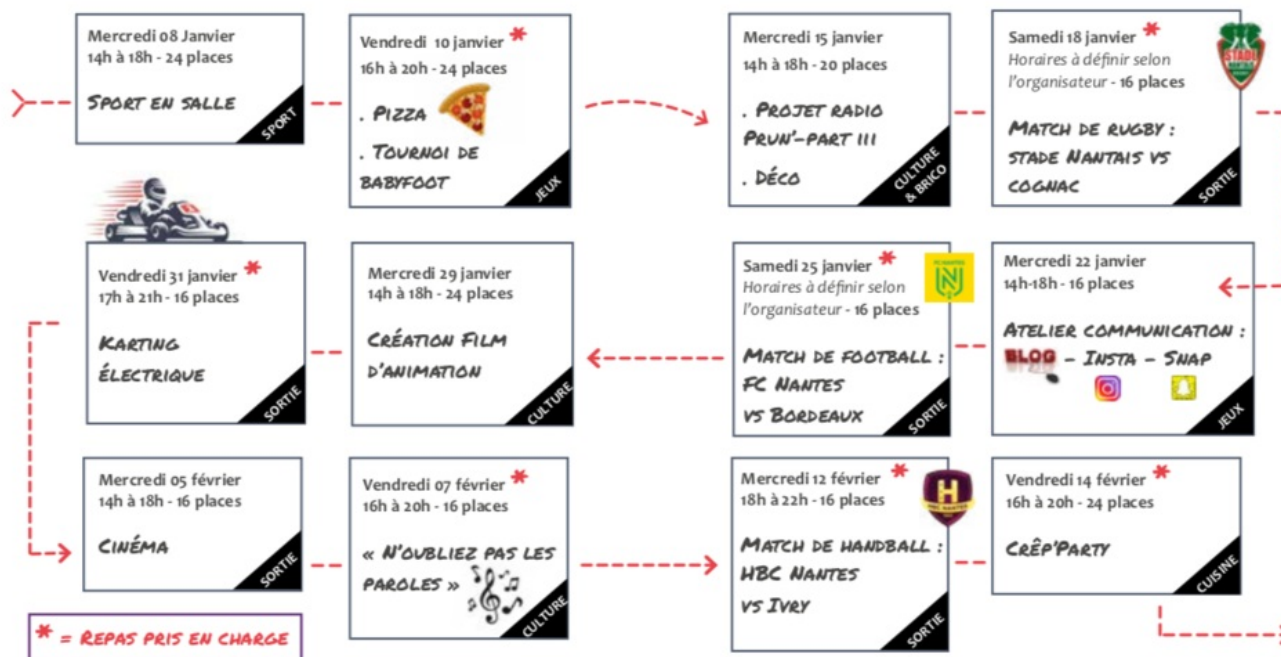 Mercredi 08 Janvier
14h à 18h - 24 places
SPORT EN SALLE
SPORT
Vendredi 10 janvier *
16h à 20h - 24 places
. PIZZA
. TOURNOI DE
BABYFOOT
JEUX
Mercredi 15 janvier
14h à 18h - 20 places
. PROJET RADIO
PRUN'-PART III
. DÉCO
CULTURE
& BRICO
Samedi 18 janvier *
Horaires à définir selon
l'organisateur - 16 places
MATCH DE RUGBY :
STADE NANTAIS VS
COGNAC
SORTIE
STADE
NANTAIS
Mercredi 22 janvier
14h-18h - 16 places
ATELIER COMMUNICATION :
BLOG - INSTA - SNAP
JEUX
Samedi 25 janvier *
Horaires à définir selon
l'organisateur - 16 places
MATCH DE FOOTBALL :
FC NANTES
VS BORDEAUX
SORTIE
FC NANTES
N
Mercredi 29 janvier
14h à 18h - 24 places
CRÉATION FILM
D'ANIMATION
CULTURE
Vendredi 31 janvier *
17h à 21h - 16 places
KARTING
ÉLECTRIQUE
SORTIE
Mercredi 05 février
14h à 18h - 16 places
CINÉMA
SORTIE
Vendredi 07 février *
16h à 20h - 16 places
« N'OUBLIEZ PAS LES
PAROLES »
CULTURE
Mercredi 12 février *
18h à 22h - 16 places
MATCH DE HANDBALL :
HBC NANTES
VS IVRY
SORTIE
H
HBC NANTES
Vendredi 14 février *
16h à 20h - 24 places
CRÊP'PARTY
CUISINE
* = REPAS PRIS EN CHARGE